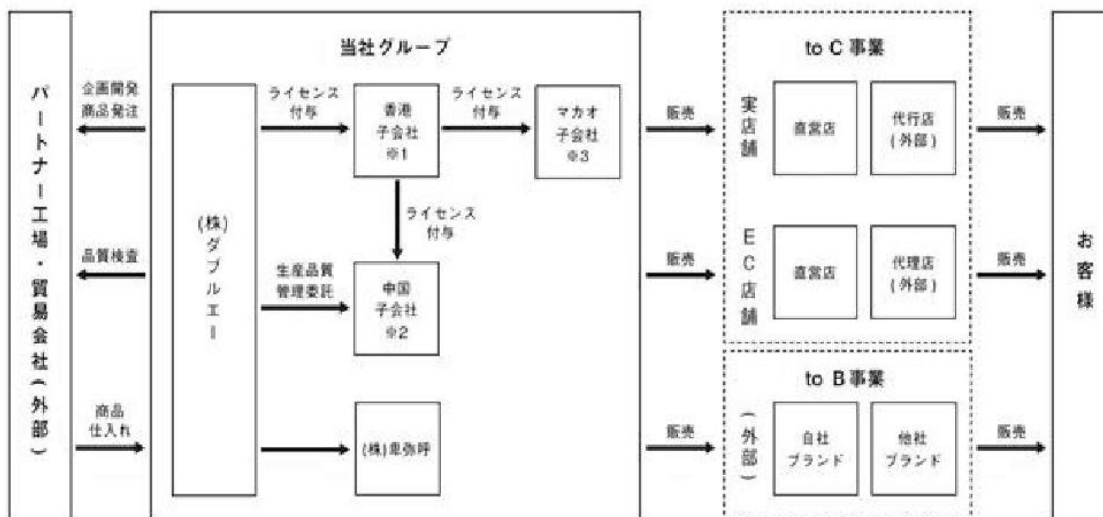 パートナー工場・貿易会社(外部)
企画開発
商品発注
品質検査
商品
仕入れ
当社グループ
(株)ダブルエー
ライセンス
付与
香港
子会社
※1
ライセンス
付与
マカオ
子会社
※3
ライセンス
付与
生産品質
管理委託
中国
子会社
※2
(株)卑弥呼
販売
販売
販売
to C 事業
実店舗
直営店
代行店
(外部)
EC店舗
直営店
代理店
(外部)
to B 事業
(外部)
自社
ブランド
他社
ブランド
販売
販売
販売
お客様